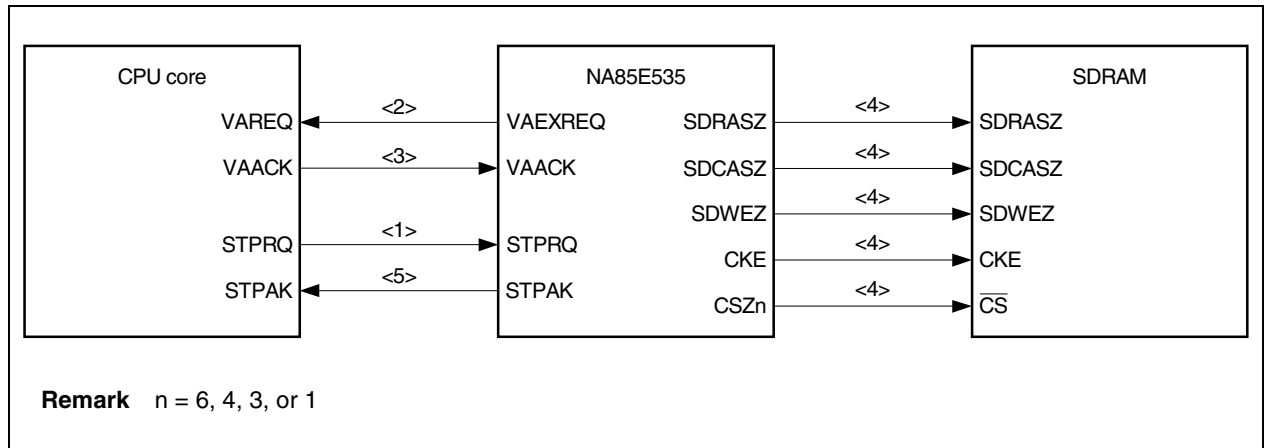 CPU core
NA85E535
SDRAM
VAREQ <2> VAEXREQ SDRASZ <4> SDRASZ
VAACK <3> VAACK SDCASZ <4> SDCASZ
SDWEZ <4> SDWEZ
STPRQ <1> STPRQ
CKE <4> CKE
STPAK <5> STPAK
CSZn <4> C̅S̅
Remark n = 6, 4, 3, or 1